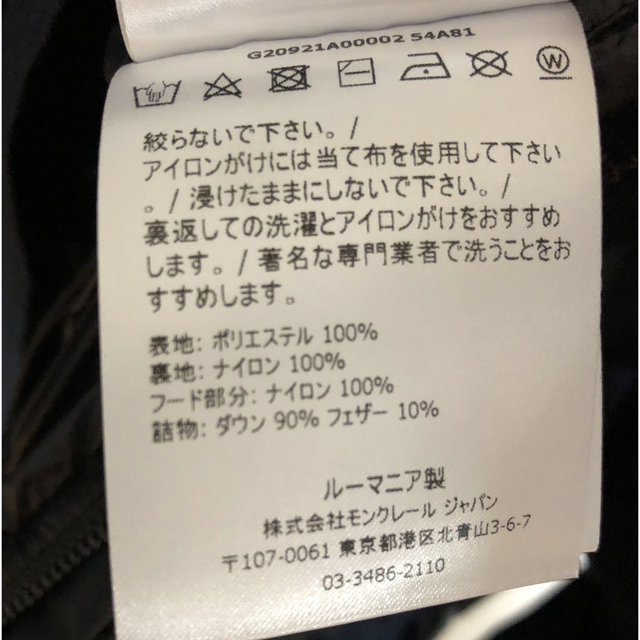 G20921A00002 54A81
W
絞らないで下さい。/
アイロンがけには当て布を使用して下さい
。/ 浸けたままにしないで下さい。/
裏返しての洗濯とアイロンがけをおすすめ
します。/ 著名な専門業者で洗うことをお
すすめします。
表地: ポリエステル 100%
裏地: ナイロン 100%
フード部分: ナイロン 100%
詰物: ダウン 90% フェザー 10%
ルーマニア製
株式会社モンクレール ジャパン
〒107-0061 東京都港区北青山3-6-7
03-3486-2110